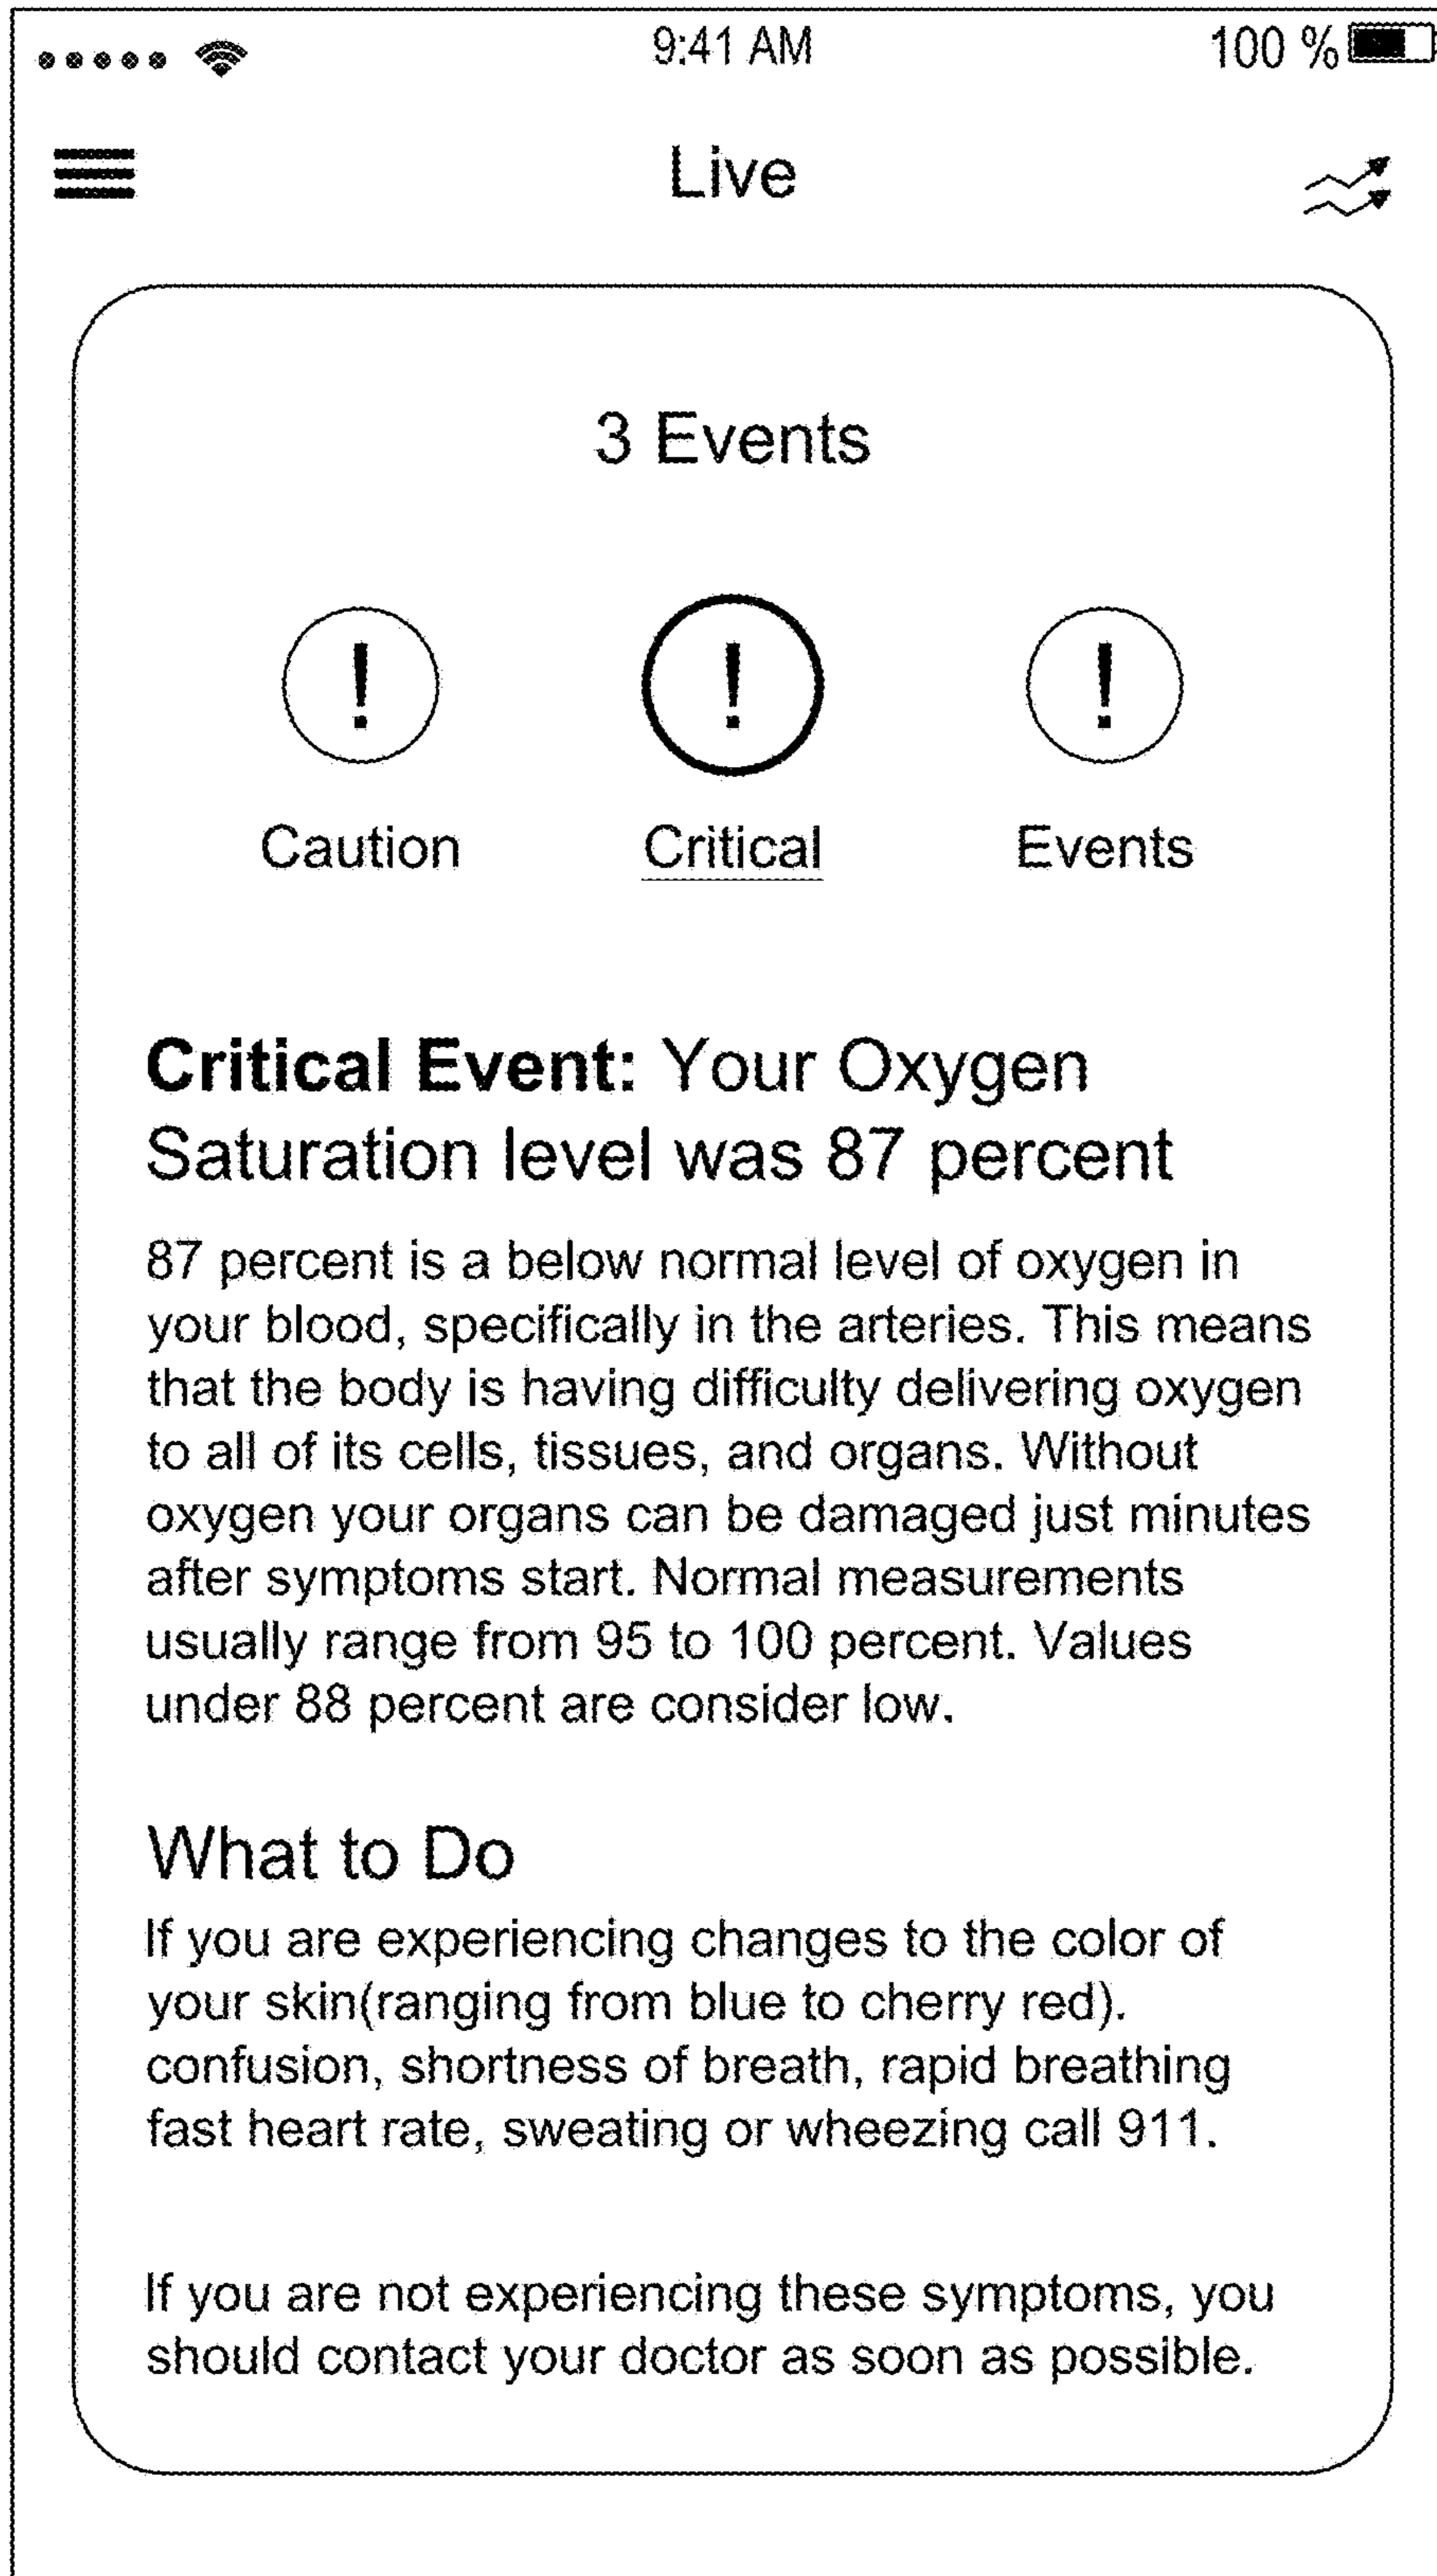 9:41 AM
100 %
Live
3 Events
!
!
!
Caution
Critical
Events
Critical Event: Your Oxygen
Saturation level was 87 percent
87 percent is a below normal level of oxygen in
your blood, specifically in the arteries. This means
that the body is having difficulty delivering oxygen
to all of its cells, tissues, and organs. Without
oxygen your organs can be damaged just minutes
after symptoms start. Normal measurements
usually range from 95 to 100 percent. Values
under 88 percent are consider low.
What to Do
If you are experiencing changes to the color of
your skin(ranging from blue to cherry red).
confusion, shortness of breath, rapid breathing
fast heart rate, sweating or wheezing call 911.
If you are not experiencing these symptoms, you
should contact your doctor as soon as possible.